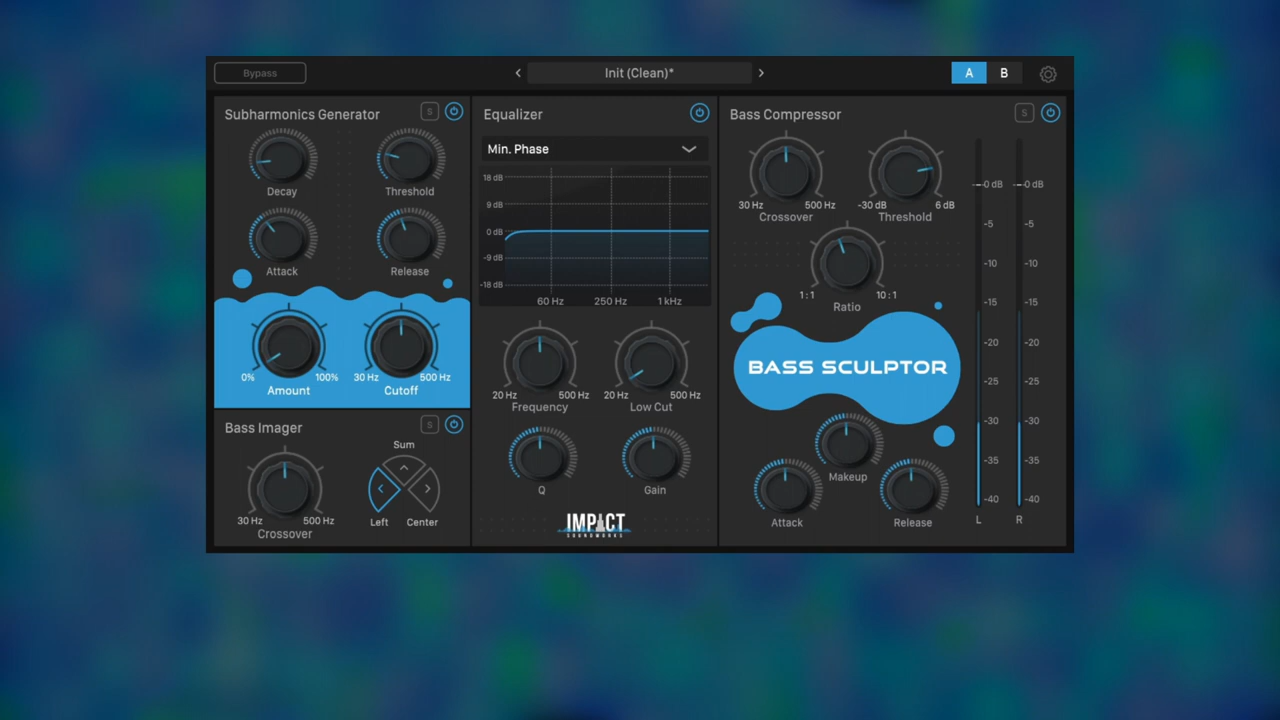 Bypass
Init (Clean)*
A B
Subharmonics Generator
S
Decay
Threshold
Attack
Release
0% 100%
Amount
30 Hz 500 Hz
Cutoff
Bass Imager
S
30 Hz 500 Hz
Crossover
Sum
Left Center
Equalizer
Min. Phase
18 dB
9 dB
0 dB
-9 dB
-18 dB
60 Hz 250 Hz 1 kHz
20 Hz 500 Hz
Frequency
20 Hz 500 Hz
Low Cut
Q
Gain
IMPACT
SOUNDWORKS
Bass Compressor
S
30 Hz 500 Hz
Crossover
-30 dB 6 dB
Threshold
1 : 1 10 : 1
Ratio
BASS SCULPTOR
Makeup
Attack
Release
0 dB 0 dB
-5 -5
-10 -10
-15 -15
-20 -20
-25 -25
-30 -30
-35 -35
-40 -40
L R